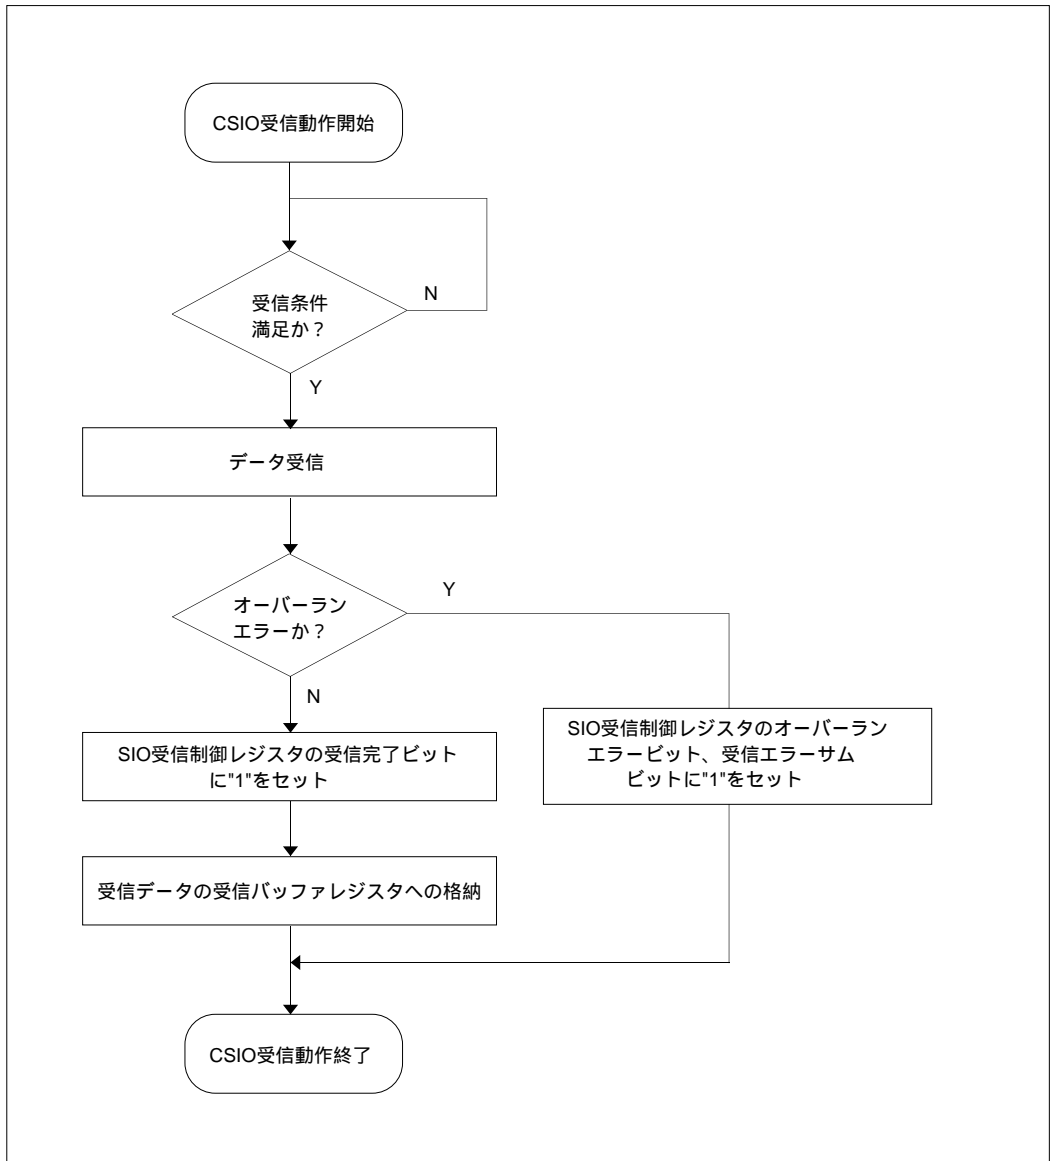 CSIO受信動作開始
受信条件
満足か？
N
Y
データ受信
オーバーラン
エラーか？
Y
N
SIO受信制御レジスタの受信完了ビット
に"1"をセット
SIO受信制御レジスタのオーバーラン
エラービット、受信エラーサム
ビットに"1"をセット
受信データの受信バッファレジスタへの格納
CSIO受信動作終了